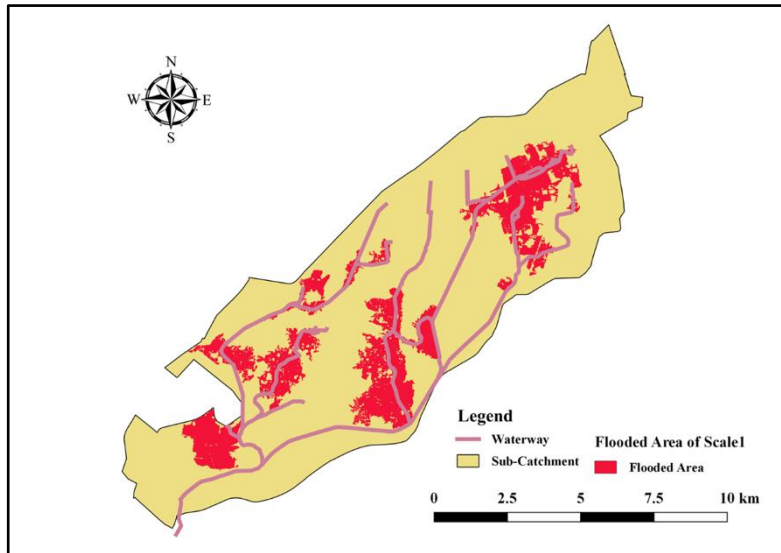 N
W E
S
Legend
Waterway
Sub-Catchment
Flooded Area of Scale1
Flooded Area
0 2.5 5 7.5 10 km